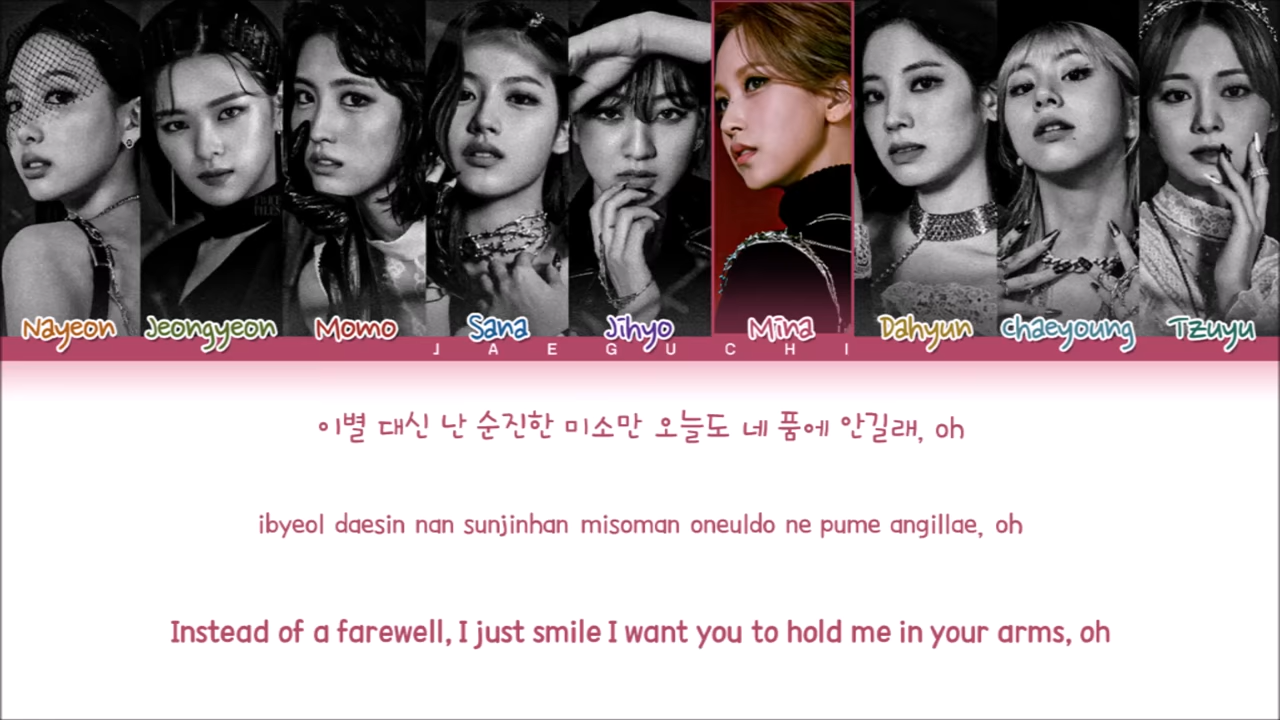 Nayeon Jeongyeon Momo Sana Jihyo Mina Dahyun Chaeyoung Tzuyu
JAEGUCHI
이별 대신 난 순진한 미소만 오늘도 네 품에 안길래, oh
ibyeol daesin nan sunjinhan misoman oneuldo ne pume angillae, oh
Instead of a farewell, I just smile I want you to hold me in your arms, oh